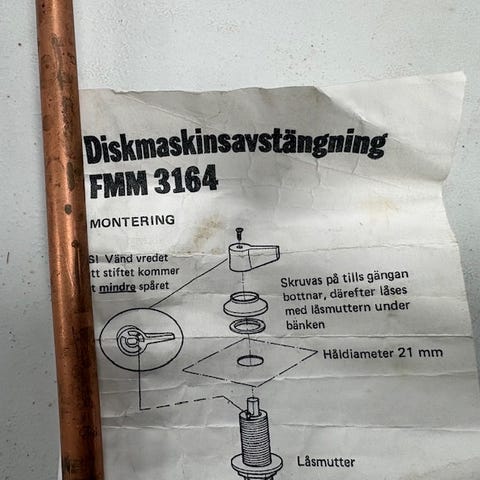 Diskmaskinsavstängning
FMM 3164
MONTERING
S! Vänd vredet
tt stiftet kommer
t mindre spåret
Skruvas på tills gängan
bottnar, därefter låses
med låsmuttern under
bänken
Håldiameter 21 mm
Låsmutter